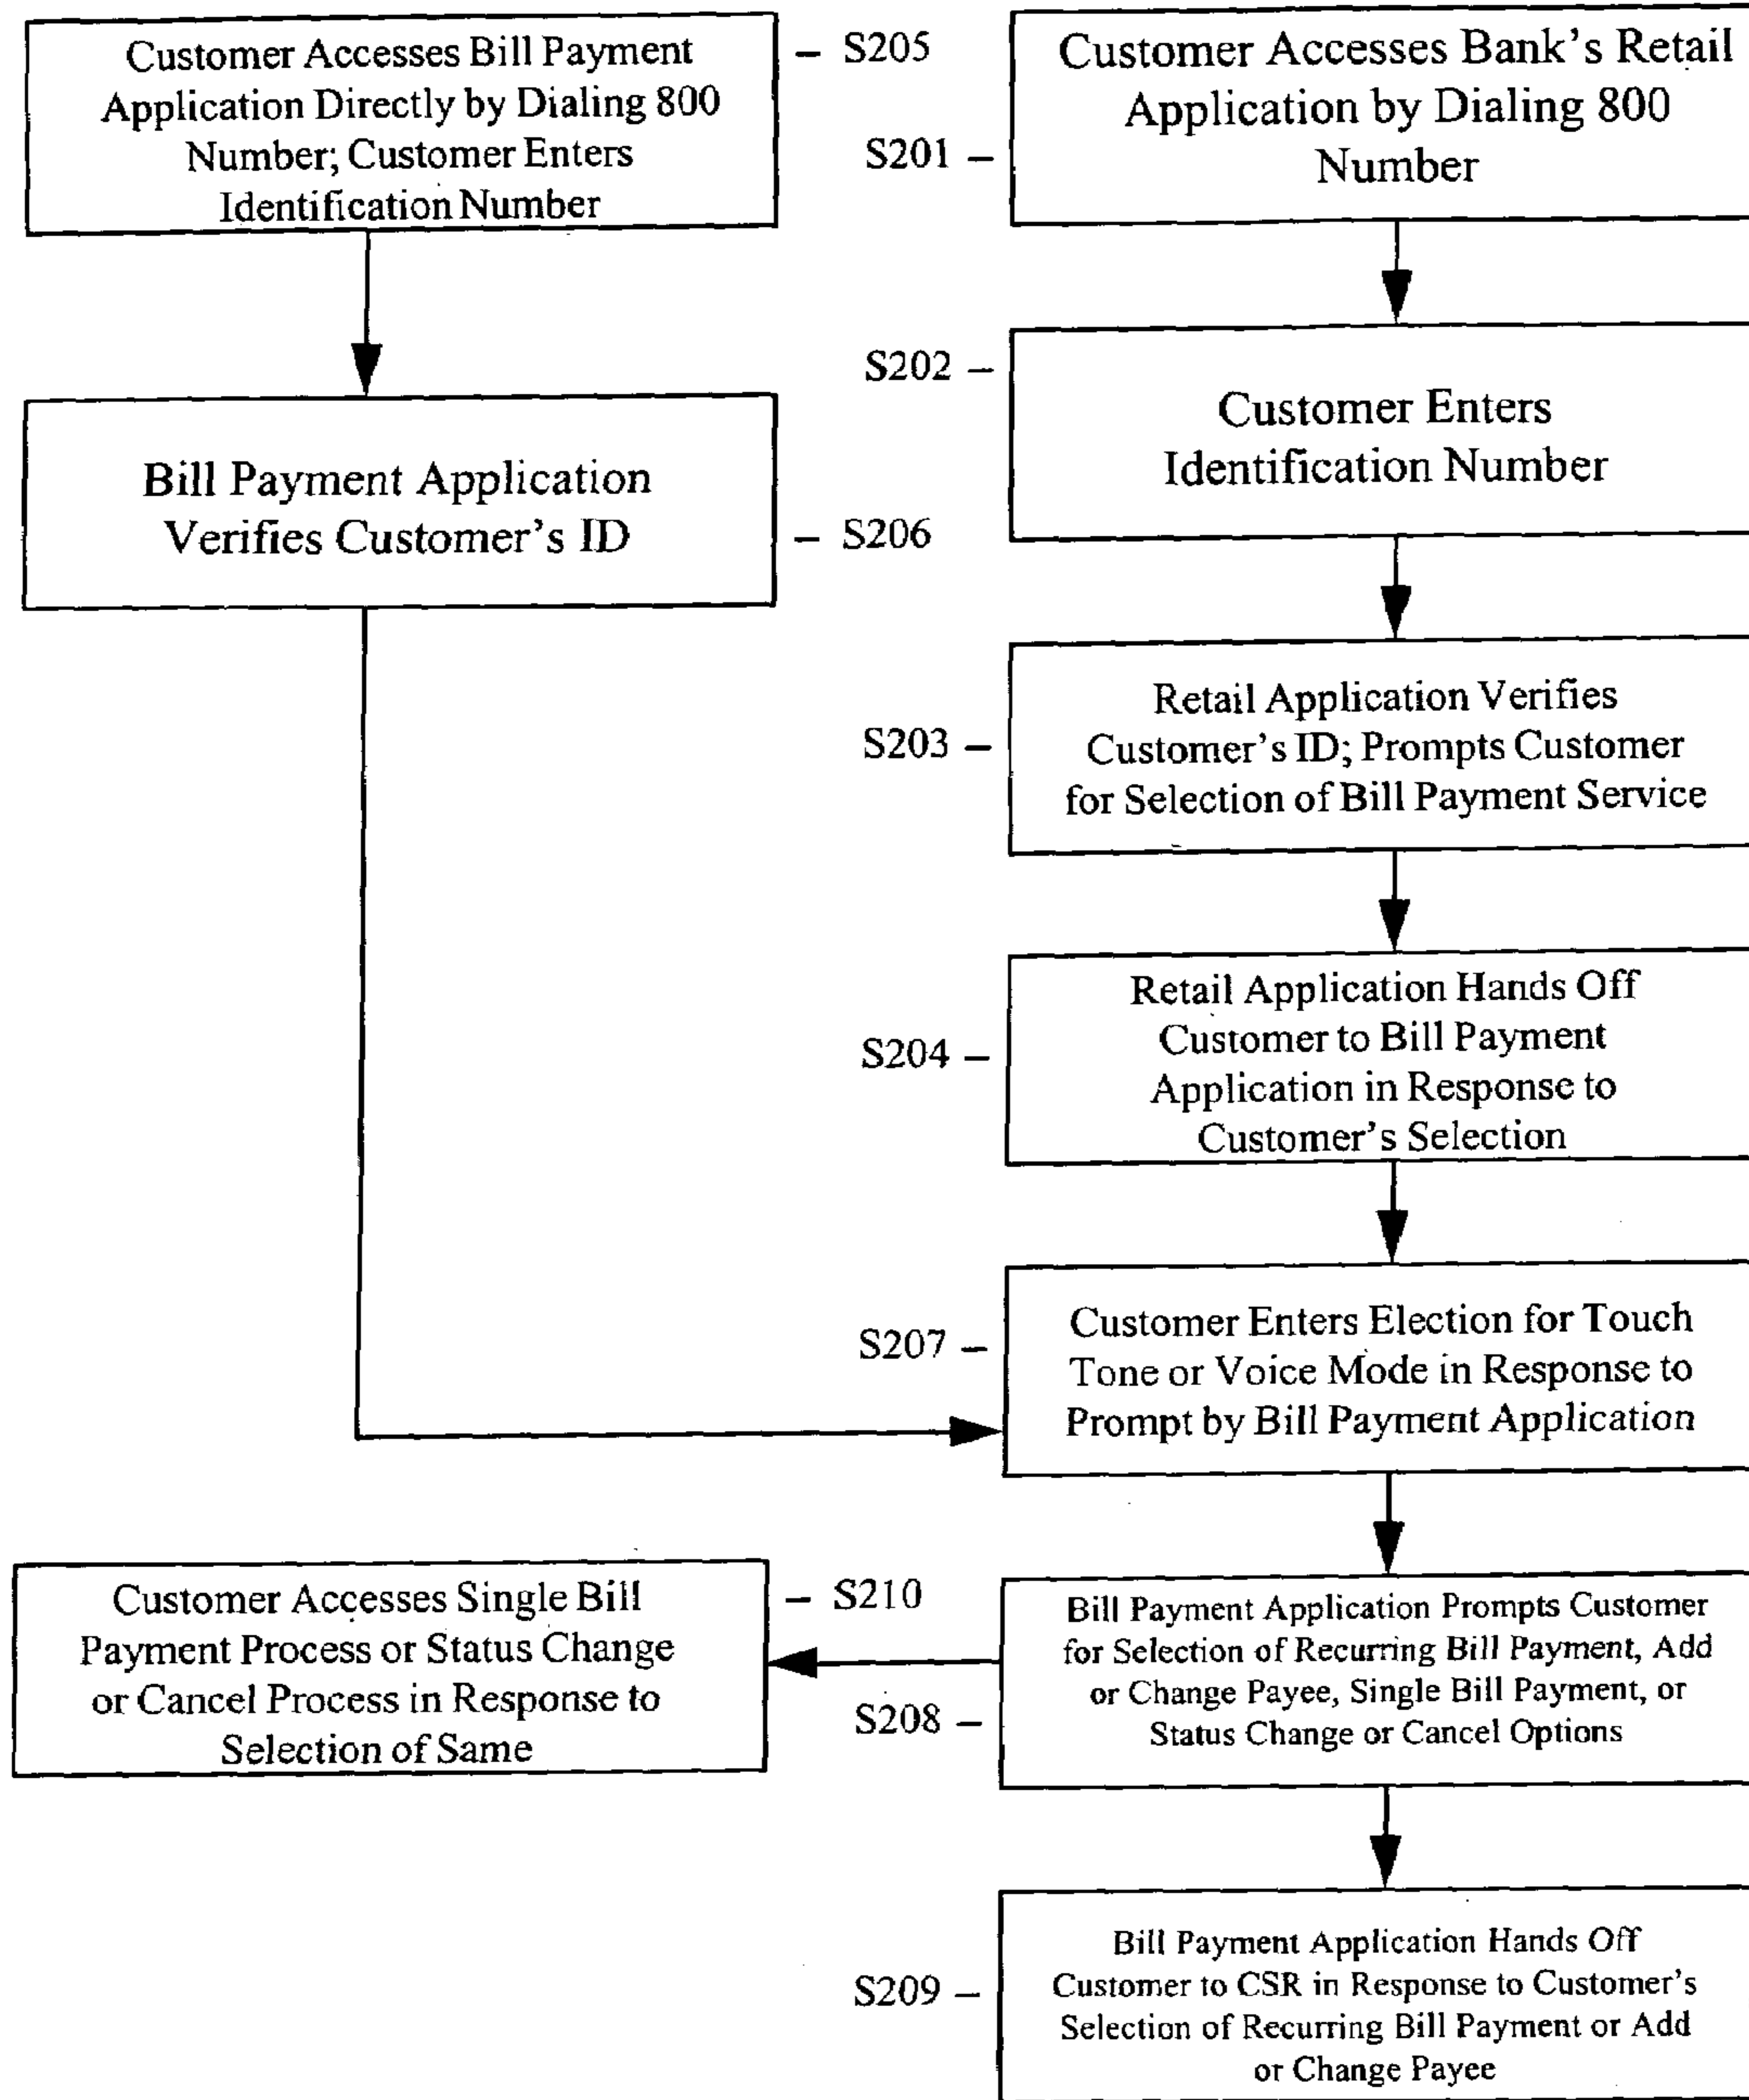 Customer Accesses Bill Payment
Application Directly by Dialing 800
Number; Customer Enters
Identification Number
– S205
Customer Accesses Bank's Retail
Application by Dialing 800
Number
S201 –
S202 –
Customer Enters
Identification Number
Bill Payment Application
Verifies Customer's ID
– S206
Retail Application Verifies
Customer's ID; Prompts Customer
for Selection of Bill Payment Service
S203 –
Retail Application Hands Off
Customer to Bill Payment
Application in Response to
Customer's Selection
S204 –
Customer Enters Election for Touch
Tone or Voice Mode in Response to
Prompt by Bill Payment Application
S207 –
Customer Accesses Single Bill
Payment Process or Status Change
or Cancel Process in Response to
Selection of Same
– S210
Bill Payment Application Prompts Customer
for Selection of Recurring Bill Payment, Add
or Change Payee, Single Bill Payment, or
Status Change or Cancel Options
S208 –
Bill Payment Application Hands Off
Customer to CSR in Response to Customer's
Selection of Recurring Bill Payment or Add
or Change Payee
S209 –